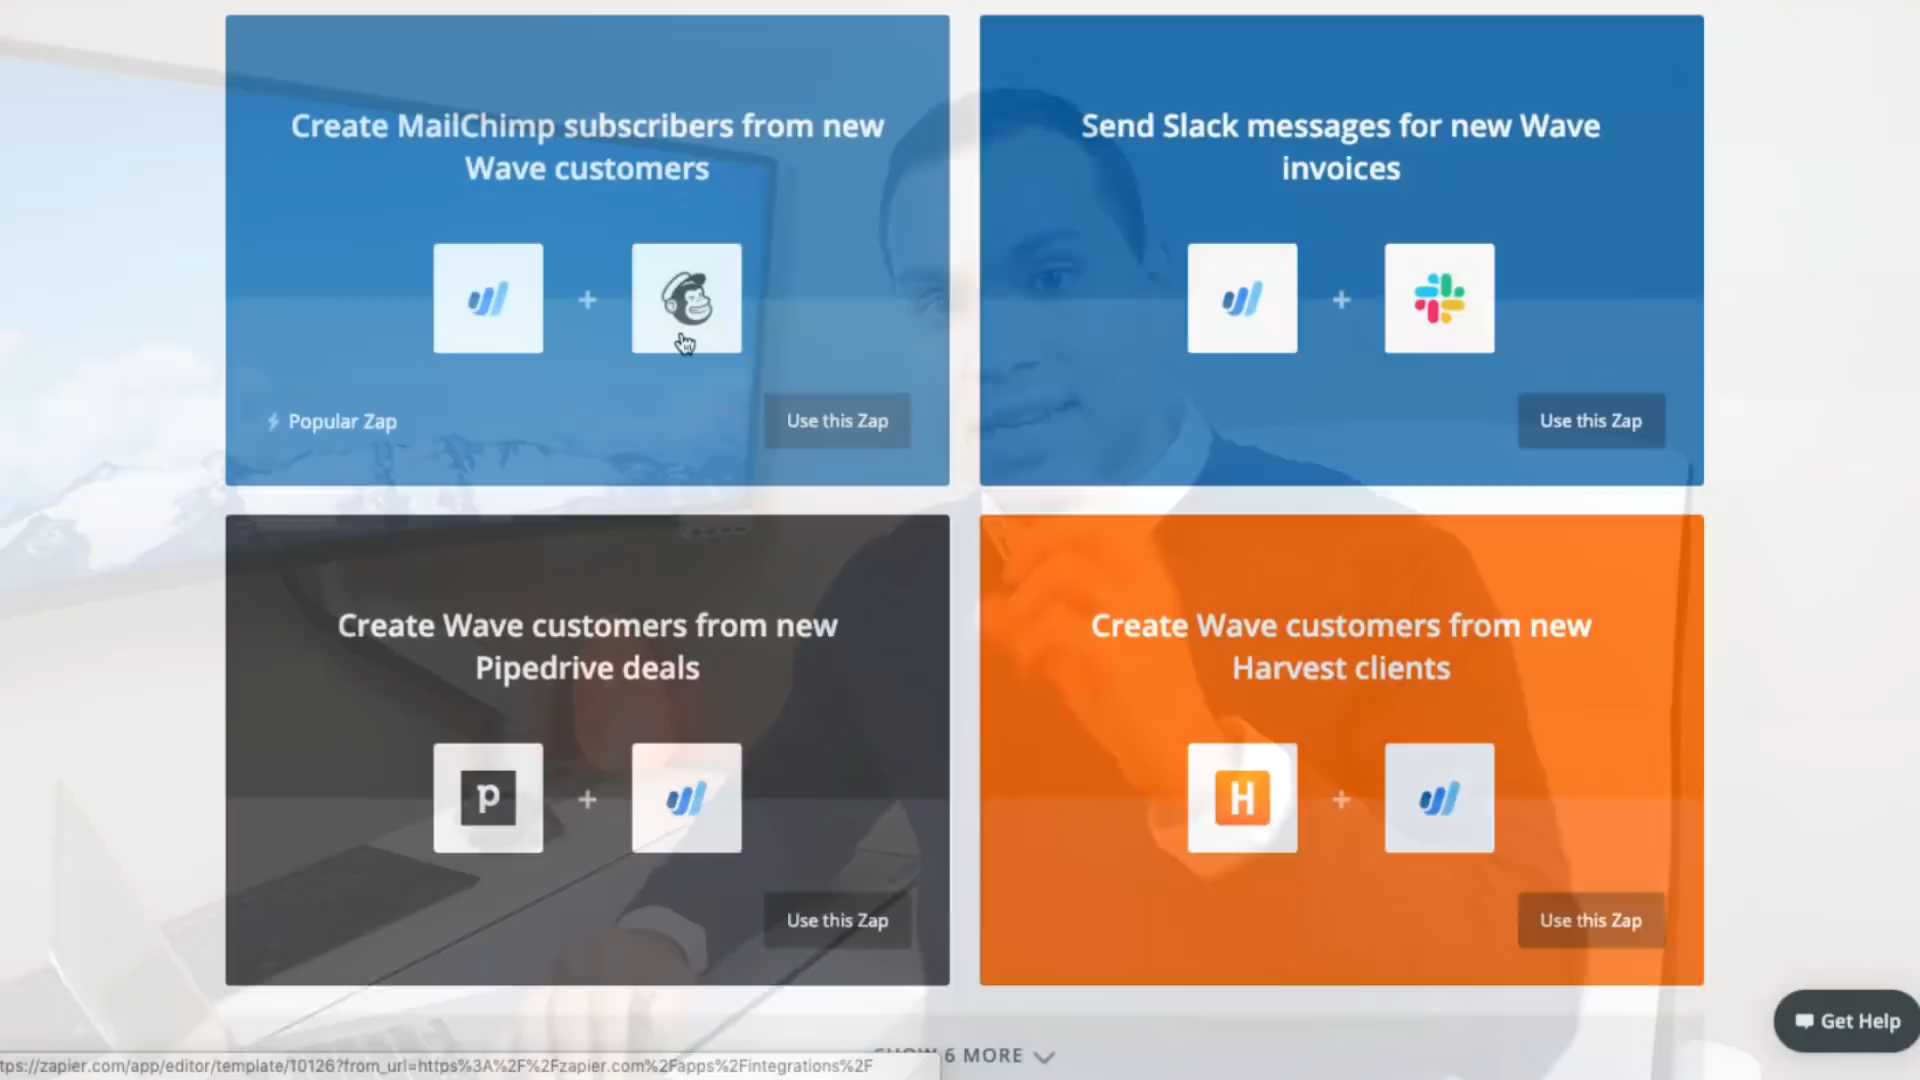 Create MailChimp subscribers from new
Wave customers
Popular Zap
Use this Zap
Send Slack messages for new Wave
invoices
Use this Zap
Create Wave customers from new
Pipedrive deals
p
Use this Zap
Create Wave customers from new
Harvest clients
H
Use this Zap
Get Help
SHOW 6 MORE
tps://zapier.com/app/editor/template/10126?from_url=https%3A%2F%2Fzapier.com%2Fapps%2Fintegrations%2F